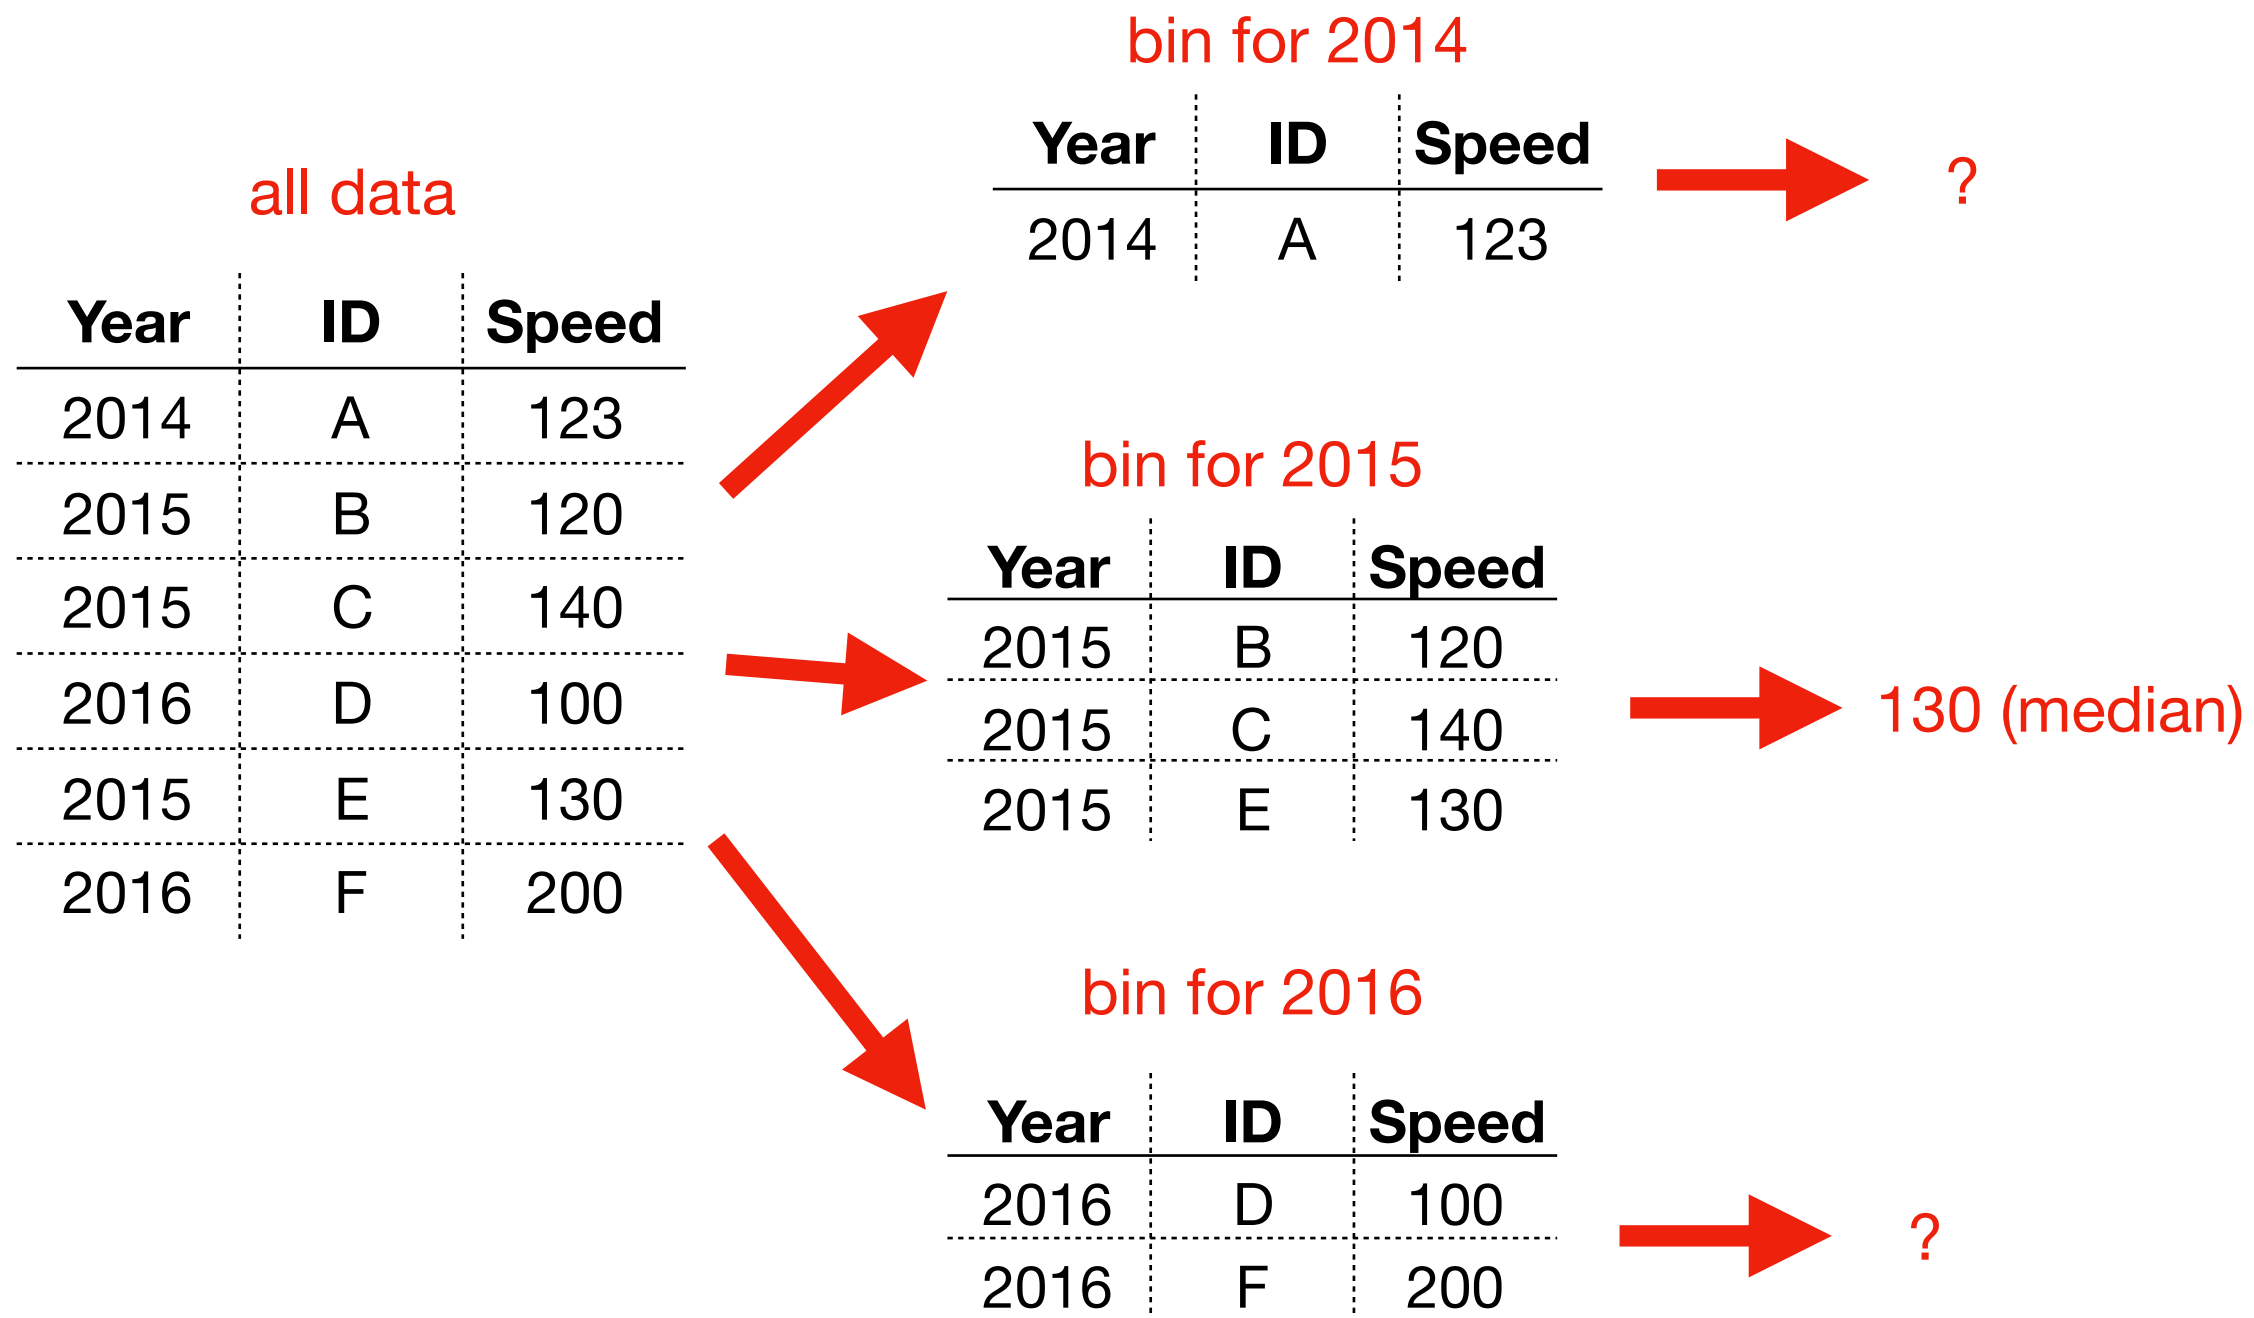 all data
Year ID Speed
2014 A 123
2015 B 120
2015 C 140
2016 D 100
2015 E 130
2016 F 200
bin for 2014
Year ID Speed
2014 A 123
?
bin for 2015
Year ID Speed
2015 B 120
2015 C 140
2015 E 130
130 (median)
bin for 2016
Year ID Speed
2016 D 100
2016 F 200
?